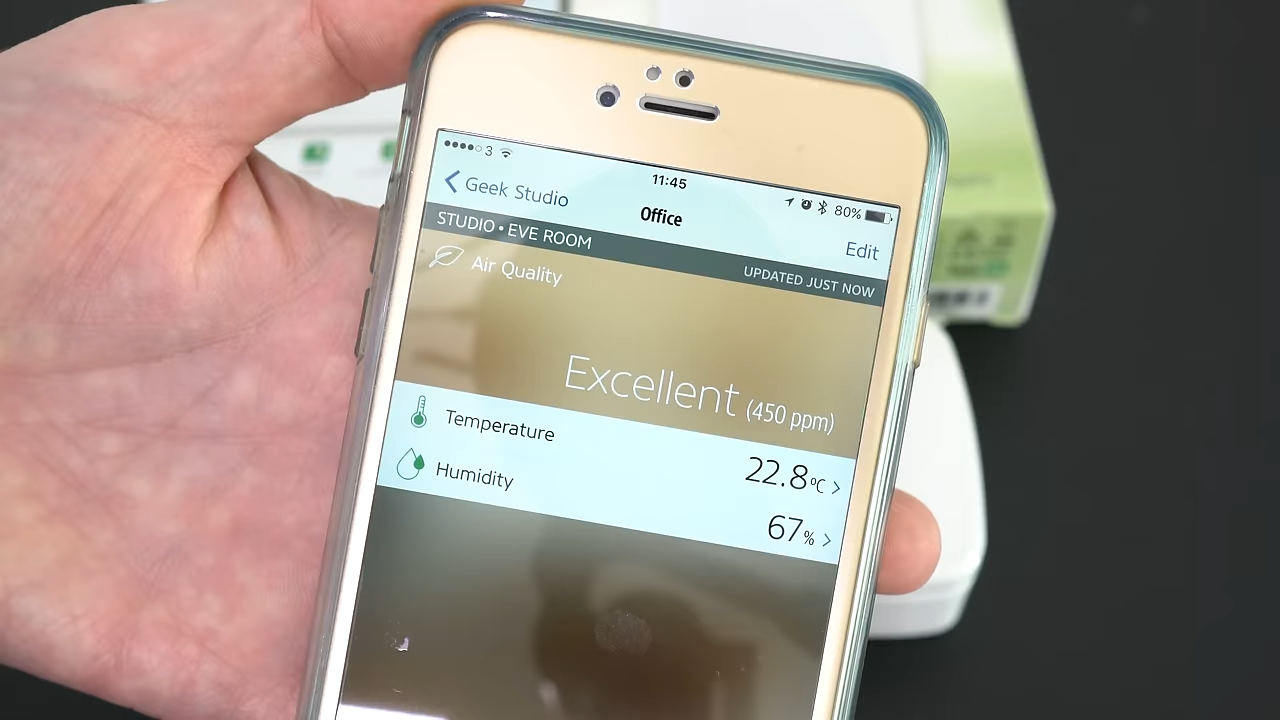 3
11:45
80%
Geek Studio
Office
Edit
STUDIO • EVE ROOM
UPDATED JUST NOW
Air Quality
Excellent (450 ppm)
Temperature
22.8°C
Humidity
67%